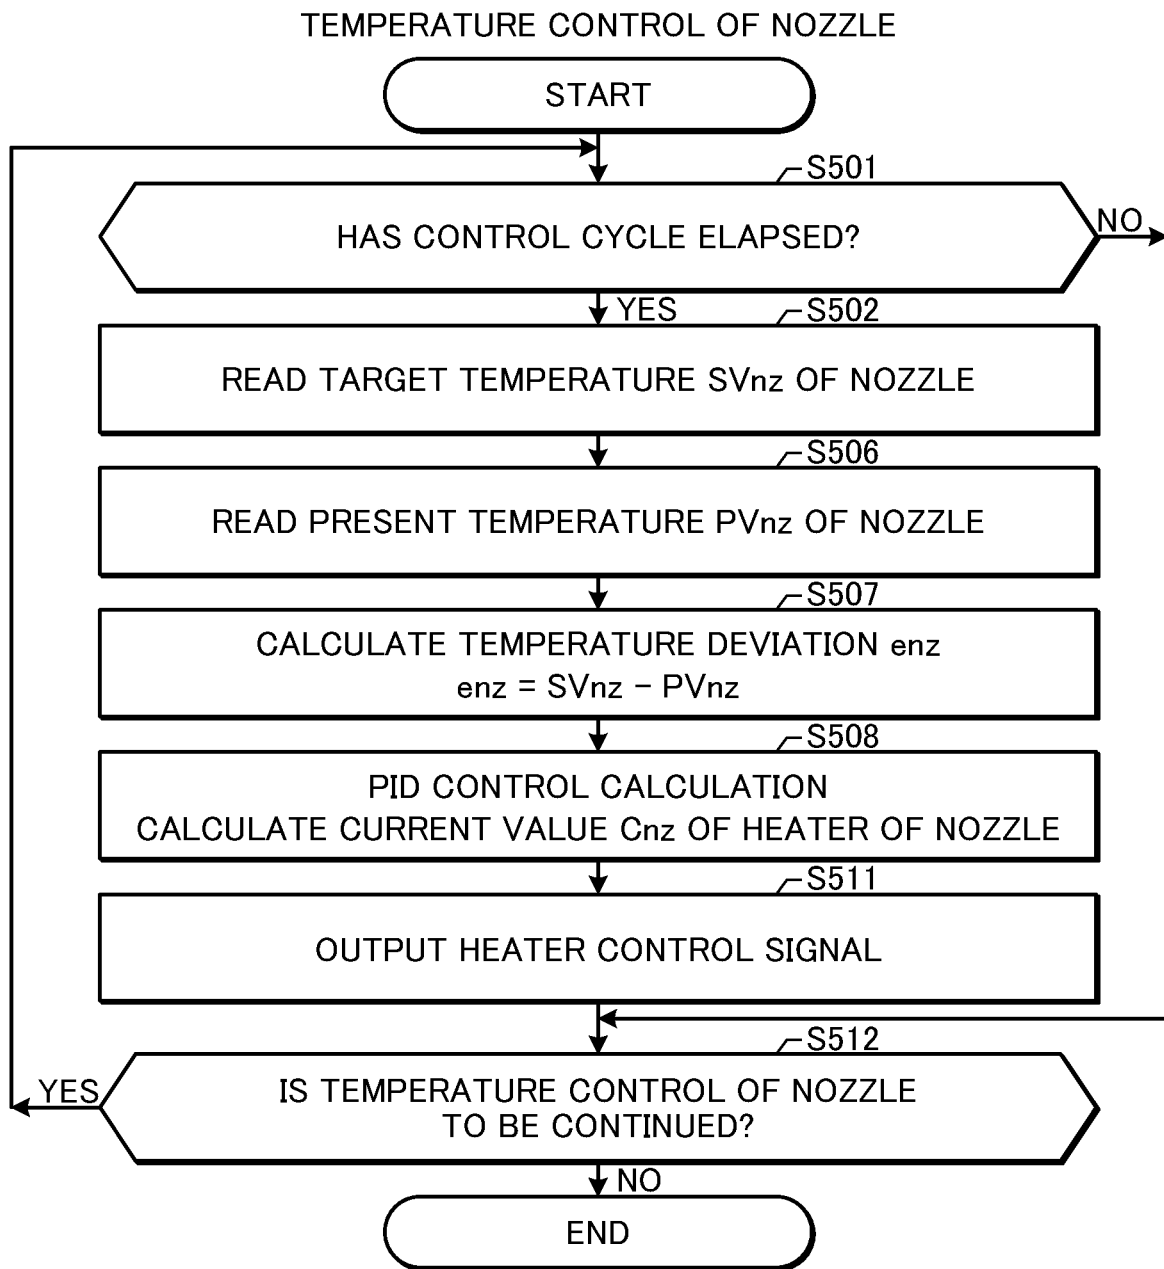 TEMPERATURE CONTROL OF NOZZLE
START
S501
HAS CONTROL CYCLE ELAPSED?
NO
YES
S502
READ TARGET TEMPERATURE SVnz OF NOZZLE
S506
READ PRESENT TEMPERATURE PVnz OF NOZZLE
S507
CALCULATE TEMPERATURE DEVIATION enz
enz = SVnz − PVnz
S508
PID CONTROL CALCULATION
CALCULATE CURRENT VALUE Cnz OF HEATER OF NOZZLE
S511
OUTPUT HEATER CONTROL SIGNAL
S512
YES
IS TEMPERATURE CONTROL OF NOZZLE
TO BE CONTINUED?
NO
END